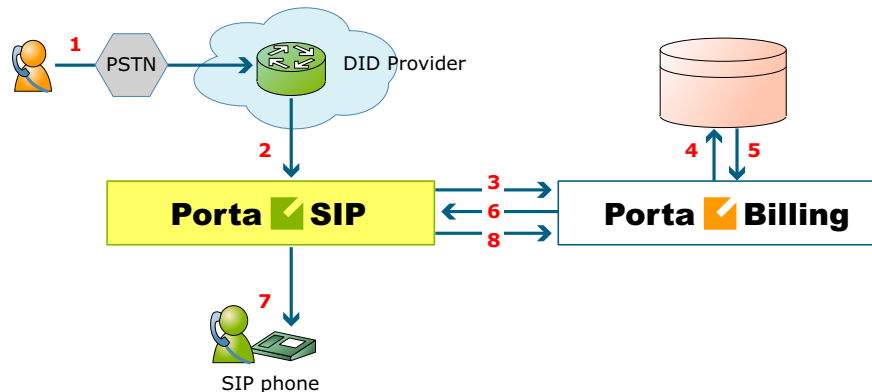 1
PSTN
DID Provider
2
4
5
3
Porta SIP
6
Porta Billing
8
7
SIP phone